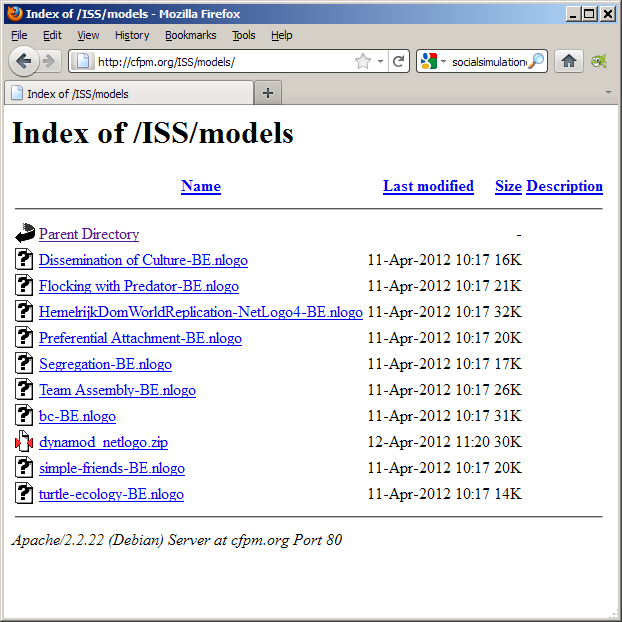 Index of /ISS/models - Mozilla Firefox
File Edit View History Bookmarks Tools Help
http://cfpm.org/ISS/models/ socialsimulation
Index of /ISS/models
Index of /ISS/models
Name Last modified Size Description
Parent Directory -
Dissemination of Culture-BE.nlogo 11-Apr-2012 10:17 16K
Flocking with Predator-BE.nlogo 11-Apr-2012 10:17 21K
HemelrijkDomWorldReplication-NetLogo4-BE.nlogo 11-Apr-2012 10:17 32K
Preferential Attachment-BE.nlogo 11-Apr-2012 10:17 20K
Segregation-BE.nlogo 11-Apr-2012 10:17 17K
Team Assembly-BE.nlogo 11-Apr-2012 10:17 26K
bc-BE.nlogo 11-Apr-2012 10:17 31K
dynamod_netlogo.zip 12-Apr-2012 11:20 30K
simple-friends-BE.nlogo 11-Apr-2012 10:17 20K
turtle-ecology-BE.nlogo 11-Apr-2012 10:17 14K
Apache/2.2.22 (Debian) Server at cfpm.org Port 80